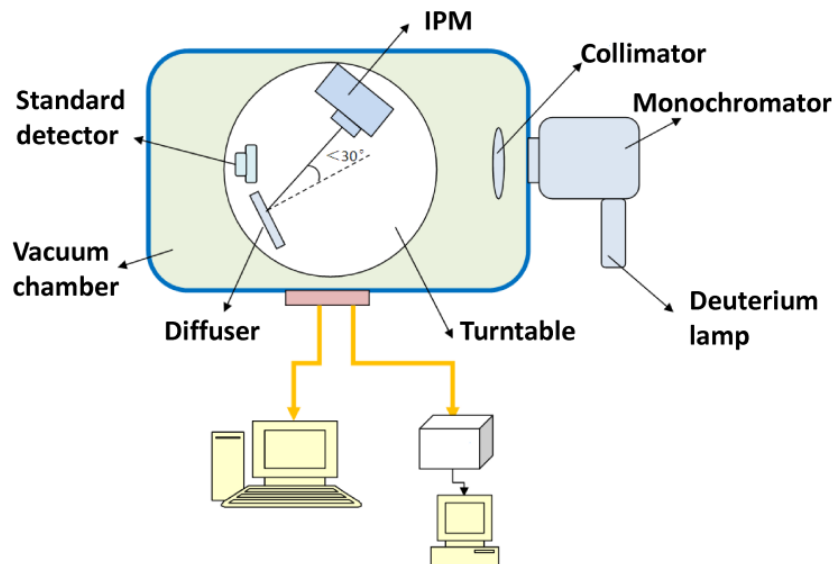 IPM
Collimator
Monochromator
Standard
detector
<30°
Vacuum
chamber
Diffuser
Turntable
Deuterium
lamp